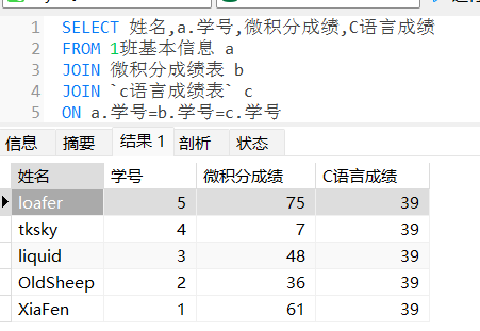 1 SELECT 姓名,a.学号,微积分成绩,C语言成绩
2 FROM 1班基本信息 a
3 JOIN 微积分成绩表 b
4 JOIN `c语言成绩表` c
5 ON a.学号=b.学号=c.学号
信息 摘要 结果 1 剖析 状态
姓名 学号 微积分成绩 C语言成绩
loafer 5 75 39
tksky 4 7 39
liquid 3 48 39
OldSheep 2 36 39
XiaFen 1 61 39